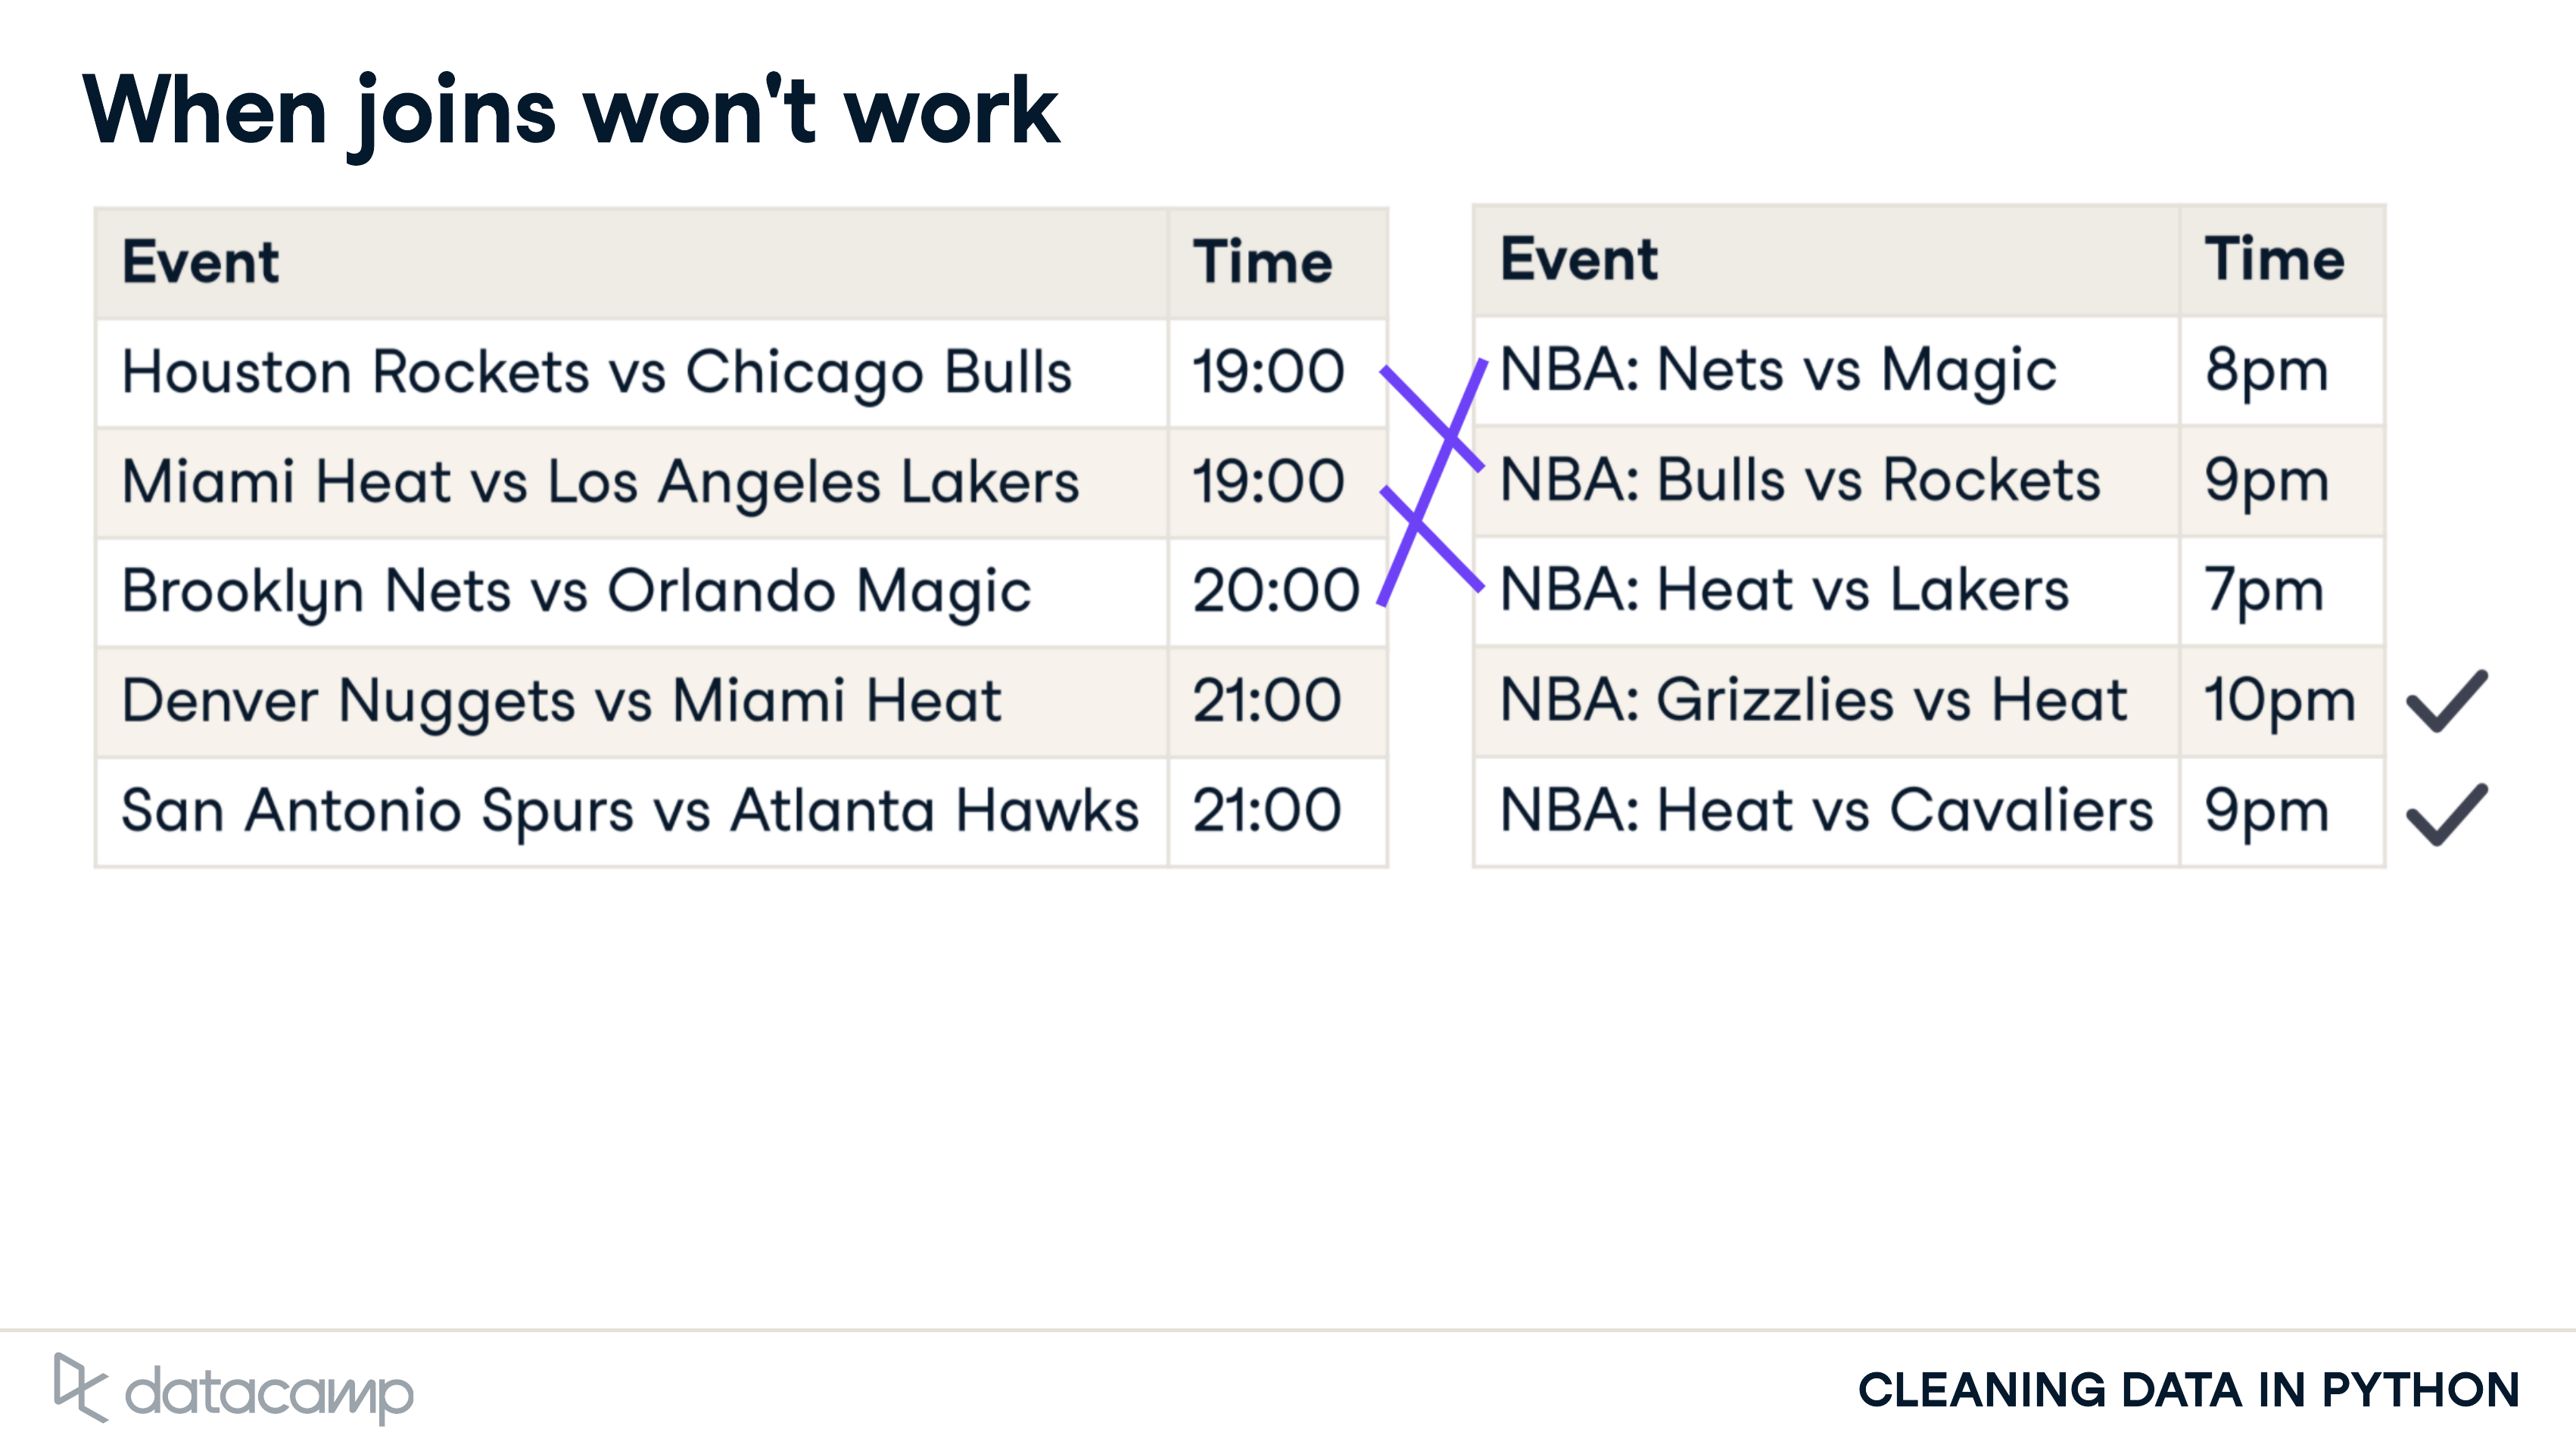 When joins won't work
Event Time
Houston Rockets vs Chicago Bulls 19:00
Miami Heat vs Los Angeles Lakers 19:00
Brooklyn Nets vs Orlando Magic 20:00
Denver Nuggets vs Miami Heat 21:00
San Antonio Spurs vs Atlanta Hawks 21:00
Event Time
NBA: Nets vs Magic 8pm
NBA: Bulls vs Rockets 9pm
NBA: Heat vs Lakers 7pm
NBA: Grizzlies vs Heat 10pm
NBA: Heat vs Cavaliers 9pm
datacamp
CLEANING DATA IN PYTHON